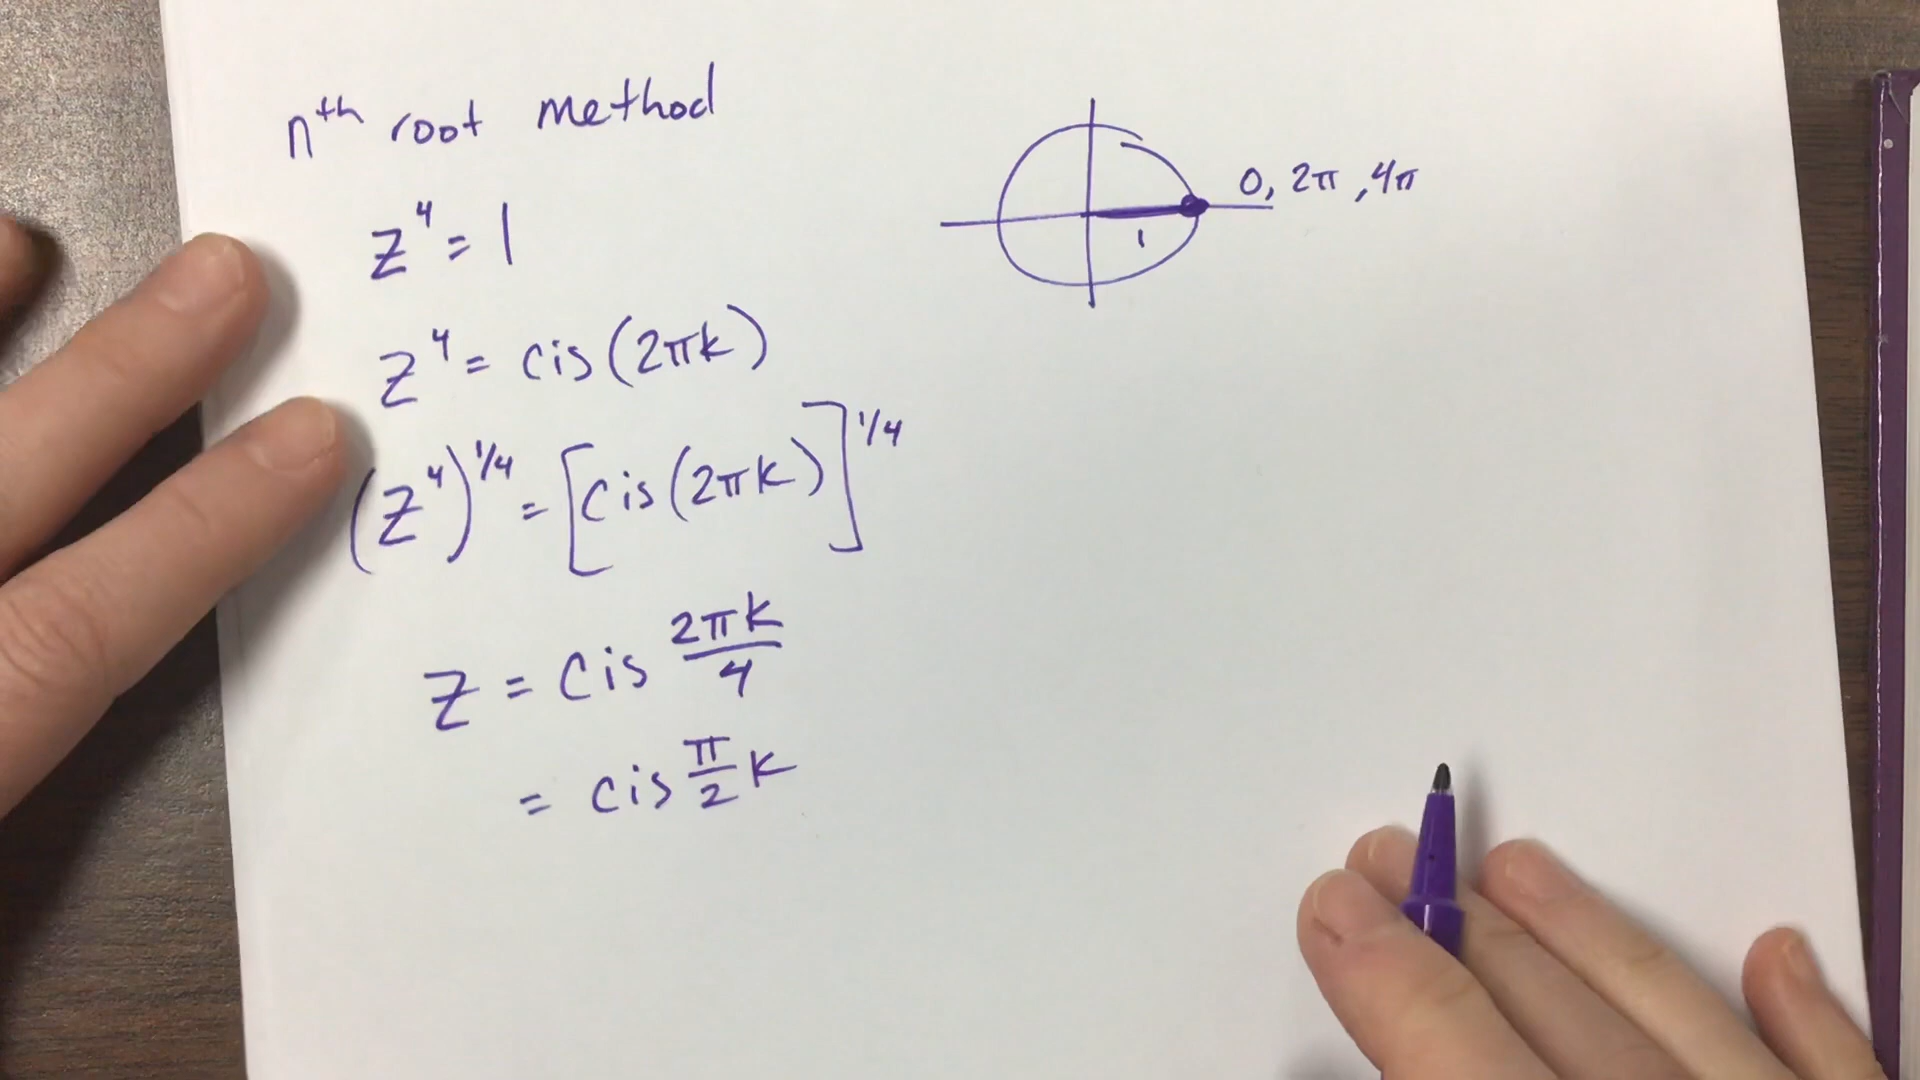 nᵗʰ root method
z⁴ = 1
z⁴ = cis(2πk)
(z⁴)^1/4 = [cis(2πk)]^1/4
z = cis 2πk/4
= cis π/2 k
0, 2π, 4π
1